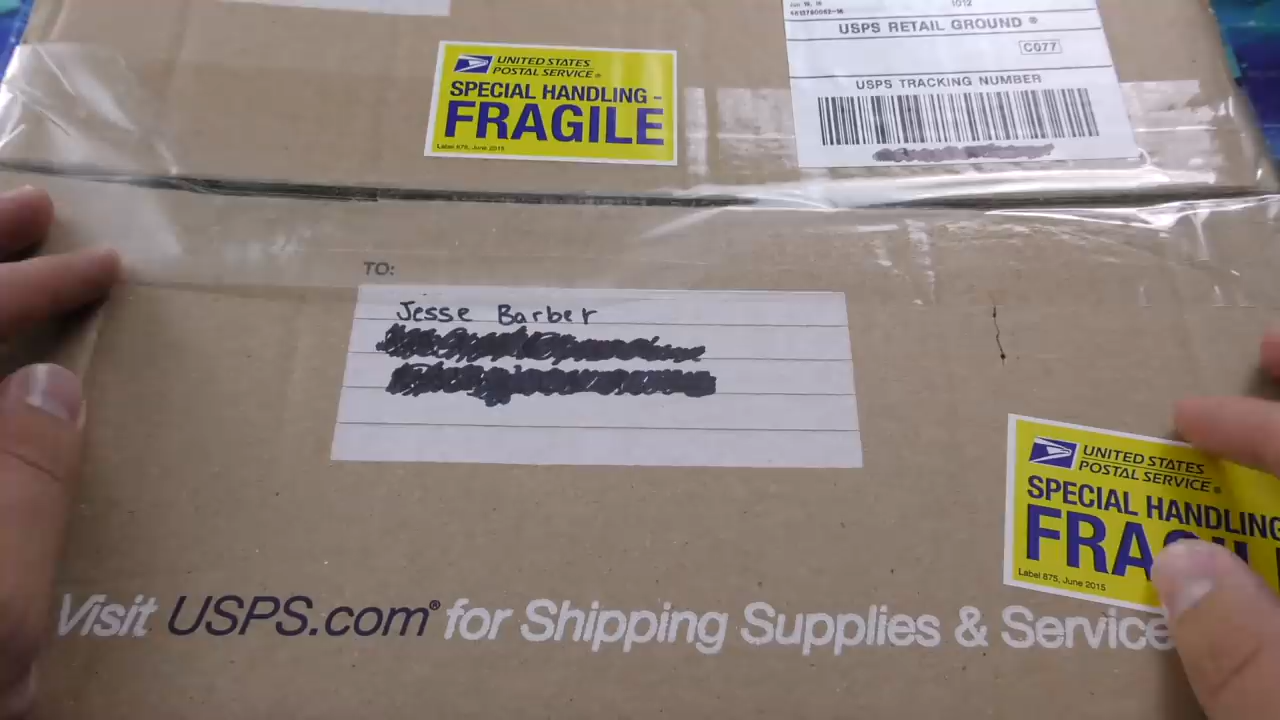 1012
USPS RETAIL GROUND ®
C077
USPS TRACKING NUMBER
UNITED STATES
POSTAL SERVICE®
SPECIAL HANDLING -
FRAGILE
Label 875, June 2015
TO:
Jesse Barber
UNITED STATES
POSTAL SERVICE®
SPECIAL HANDLING
Label 875, June 2015
Visit USPS.com® for Shipping Supplies & Service